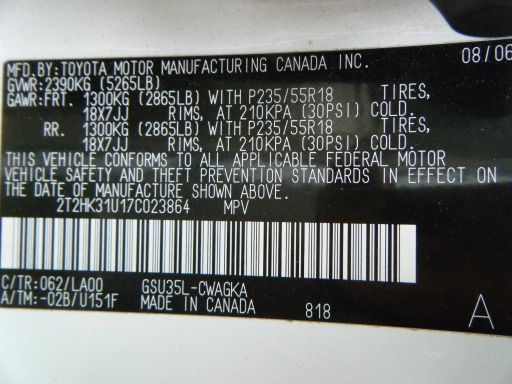 MFD.BY:TOYOTA MOTOR MANUFACTURING CANADA INC. 08/06
GVWR:2390KG (5265LB)
GAWR:FRT. 1300KG (2865LB) WITH P235/55R18 TIRES,
18X7JJ RIMS, AT 210KPA (30PSI) COLD.
RR. 1300KG (2865LB) WITH P235/55R18 TIRES,
18X7JJ RIMS, AT 210KPA (30PSI) COLD.
THIS VEHICLE CONFORMS TO ALL APPLICABLE FEDERAL MOTOR
VEHICLE SAFETY AND THEFT PREVENTION STANDARDS IN EFFECT ON
THE DATE OF MANUFACTURE SHOWN ABOVE.
2T2HK31U17C023864 MPV
C/TR:062/LA00 GSU35L-CWAGKA
A/TM:-02B/U151F MADE IN CANADA 818 A